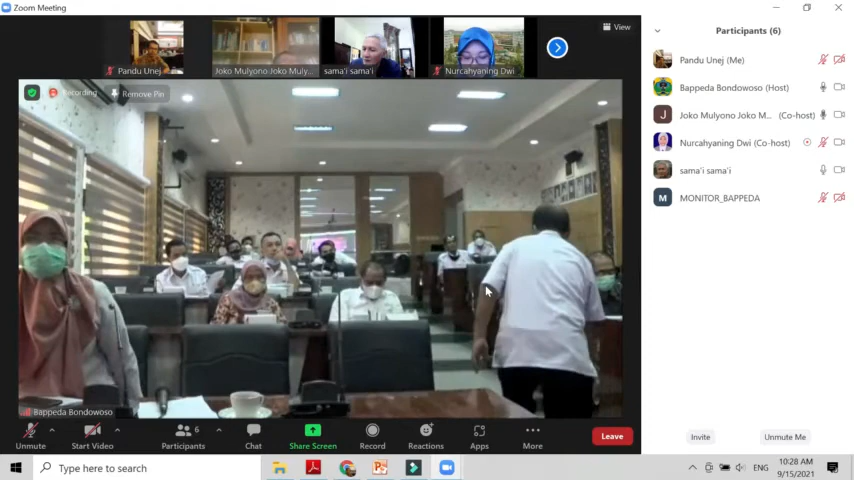 Zoom Meeting
View
Pandu Unej
Joko Mulyono Joko Muly...
sama'i sama'i
Nurcahyaning Dwi
Recording
Remove Pin
Bappeda Bondowoso
Participants (6)
Pandu Unej (Me)
Bappeda Bondowoso (Host)
J
Joko Mulyono Joko M... (Co-host)
Nurcahyaning Dwi (Co-host)
sama'i sama'i
M
MONITOR_BAPPEDA
Invite
Unmute Me
Unmute
Start Video
6
Participants
Chat
Share Screen
Record
Reactions
Apps
More
Leave
Type here to search
ENG
10:28 AM
9/15/2021